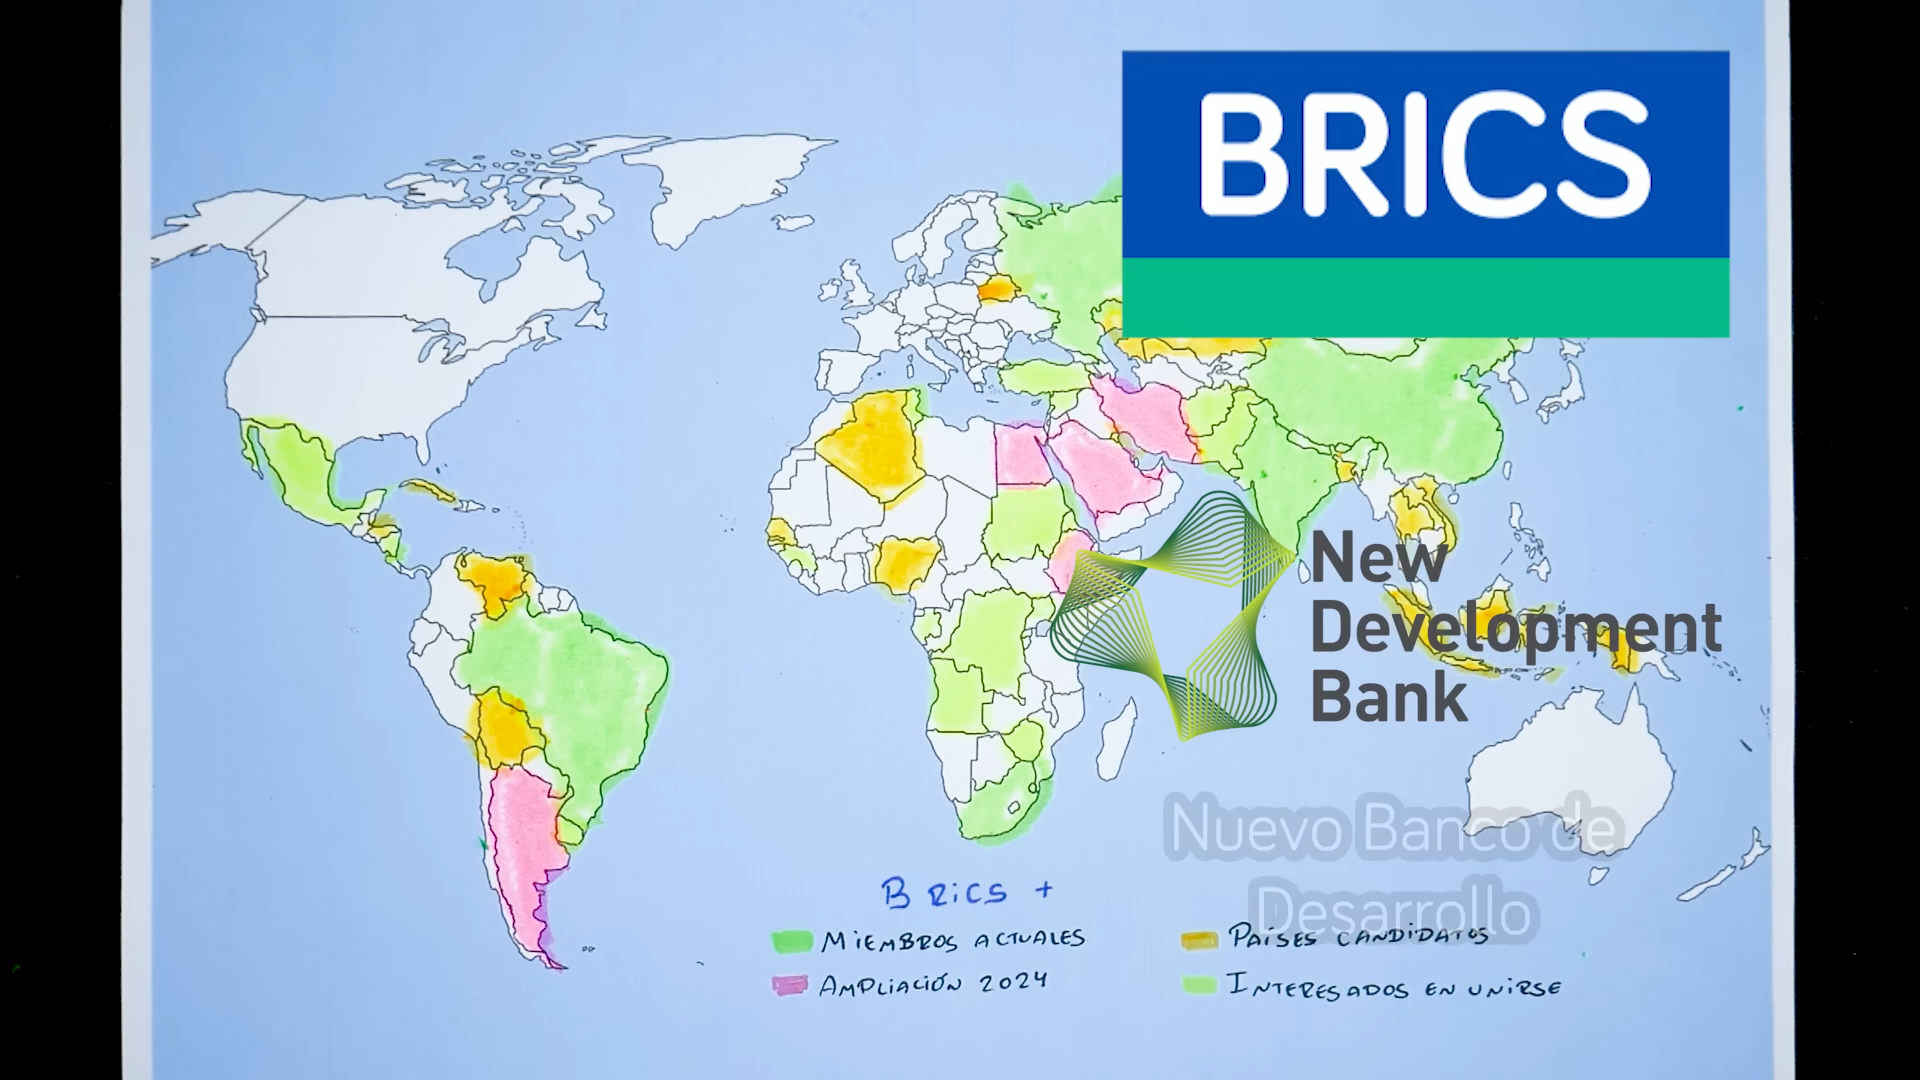 BRICS
New
Development
Bank
Nuevo Banco de
Desarrollo
BRiCS +
MiEMBROS ACTUALES
AMPLiACiÓN 2024
PAíSES CANDiDATOS
INTERESADOS EN UNiRSE